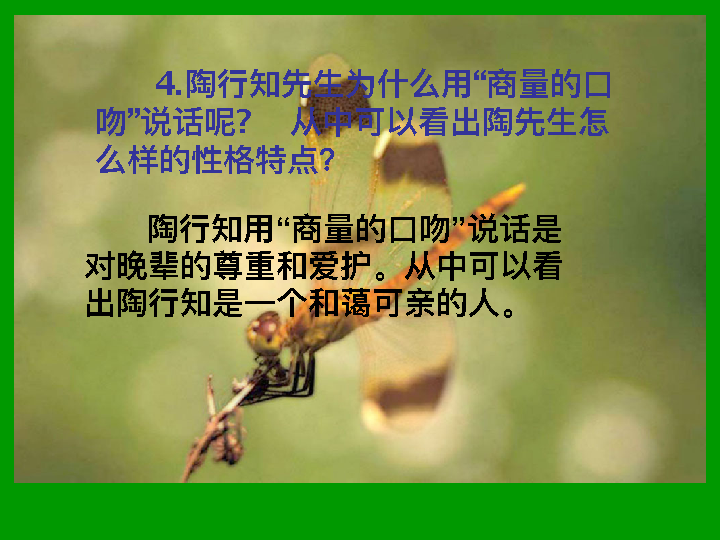 4.陶行知先生为什么用“商量的口
吻”说话呢? 从中可以看出陶先生怎
么样的性格特点?
陶行知用“商量的口吻”说话是
对晚辈的尊重和爱护。从中可以看
出陶行知是一个和蔼可亲的人。